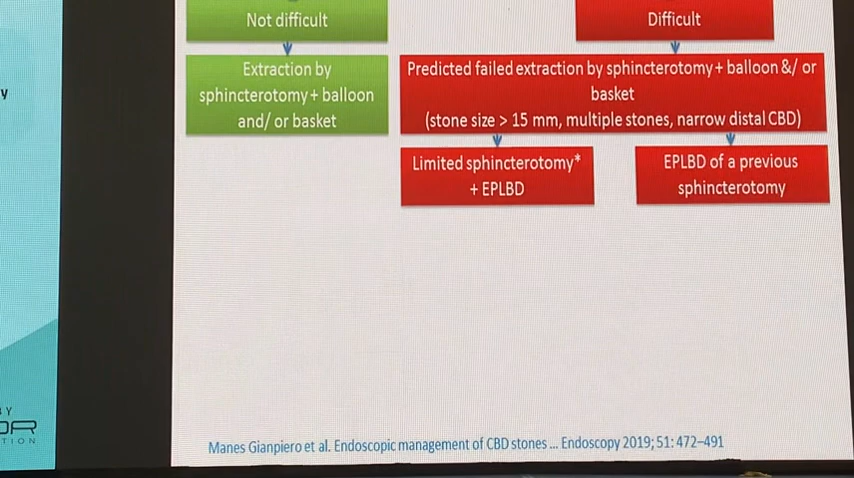 Not difficult
Difficult
Extraction by
sphincterotomy + balloon
and/ or basket
Predicted failed extraction by sphincterotomy + balloon &/ or
basket
(stone size > 15 mm, multiple stones, narrow distal CBD)
Limited sphincterotomy*
+ EPLBD
EPLBD of a previous
sphincterotomy
Manes Gianpiero et al. Endoscopic management of CBD stones ... Endoscopy 2019; 51: 472–491
y
Y
TION